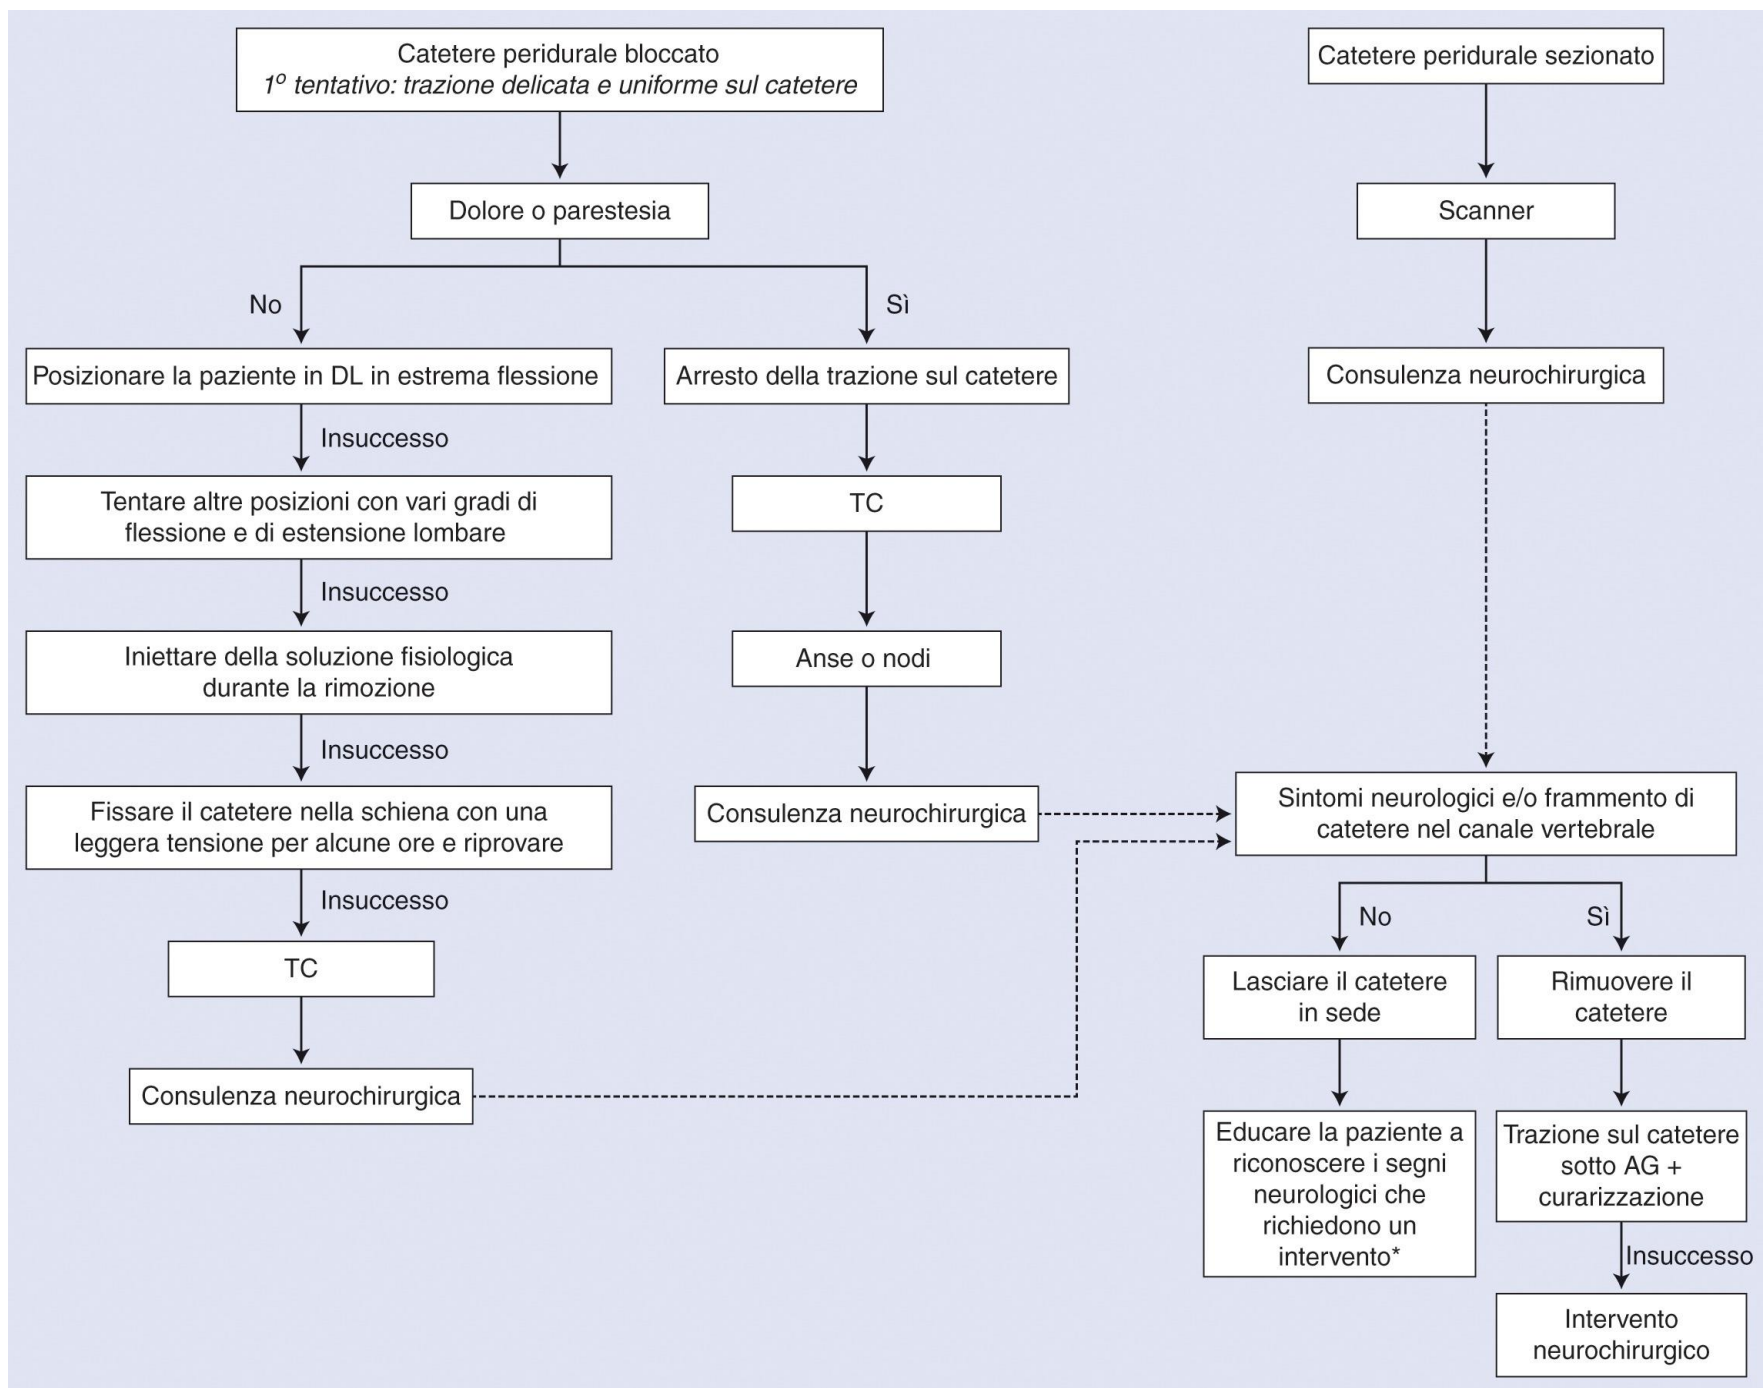 Catetere peridurale bloccato
1º tentativo: trazione delicata e uniforme sul catetere
Dolore o parestesia
No
Sì
Posizionare la paziente in DL in estrema flessione
Insuccesso
Tentare altre posizioni con vari gradi di
flessione e di estensione lombare
Insuccesso
Iniettare della soluzione fisiologica
durante la rimozione
Insuccesso
Fissare il catetere nella schiena con una
leggera tensione per alcune ore e riprovare
Insuccesso
TC
Consulenza neurochirurgica
Arresto della trazione sul catetere
TC
Anse o nodi
Consulenza neurochirurgica
Catetere peridurale sezionato
Scanner
Consulenza neurochirurgica
Sintomi neurologici e/o frammento di
catetere nel canale vertebrale
No
Sì
Lasciare il catetere
in sede
Educare la paziente a
riconoscere i segni
neurologici che
richiedono un
intervento*
Rimuovere il
catetere
Trazione sul catetere
sotto AG +
curarizzazione
Insuccesso
Intervento
neurochirurgico